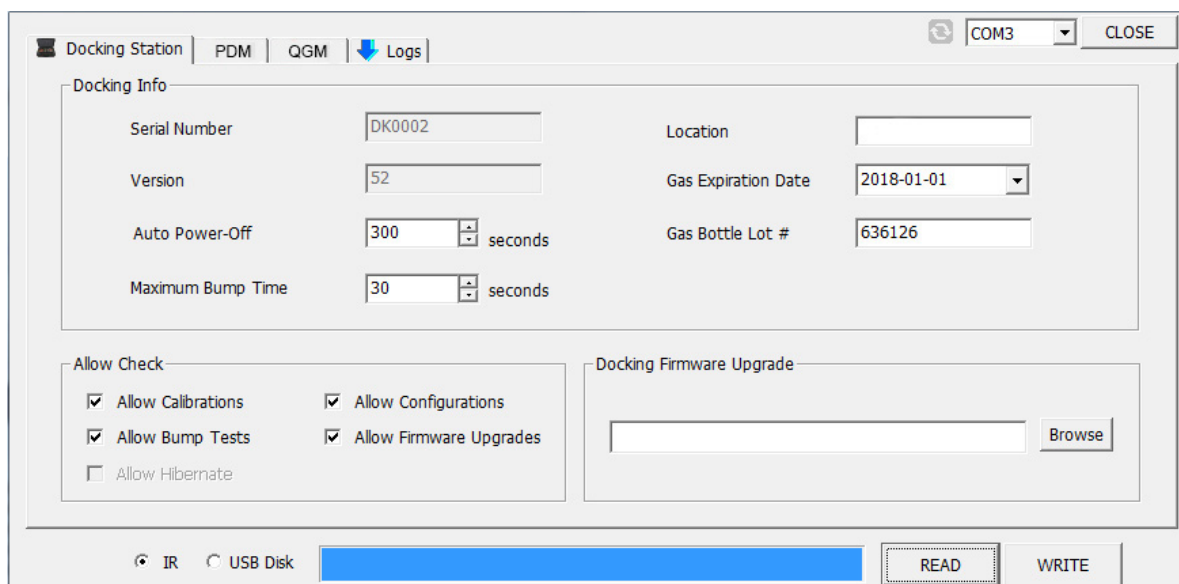 COM3 CLOSE
Docking Station PDM QGM Logs
Docking Info
Serial Number DK0002 Location
Version 52 Gas Expiration Date 2018-01-01
Auto Power-Off 300 seconds Gas Bottle Lot # 636126
Maximum Bump Time 30 seconds
Allow Check Docking Firmware Upgrade
Allow Calibrations Allow Configurations
Allow Bump Tests Allow Firmware Upgrades Browse
Allow Hibernate
IR USB Disk READ WRITE